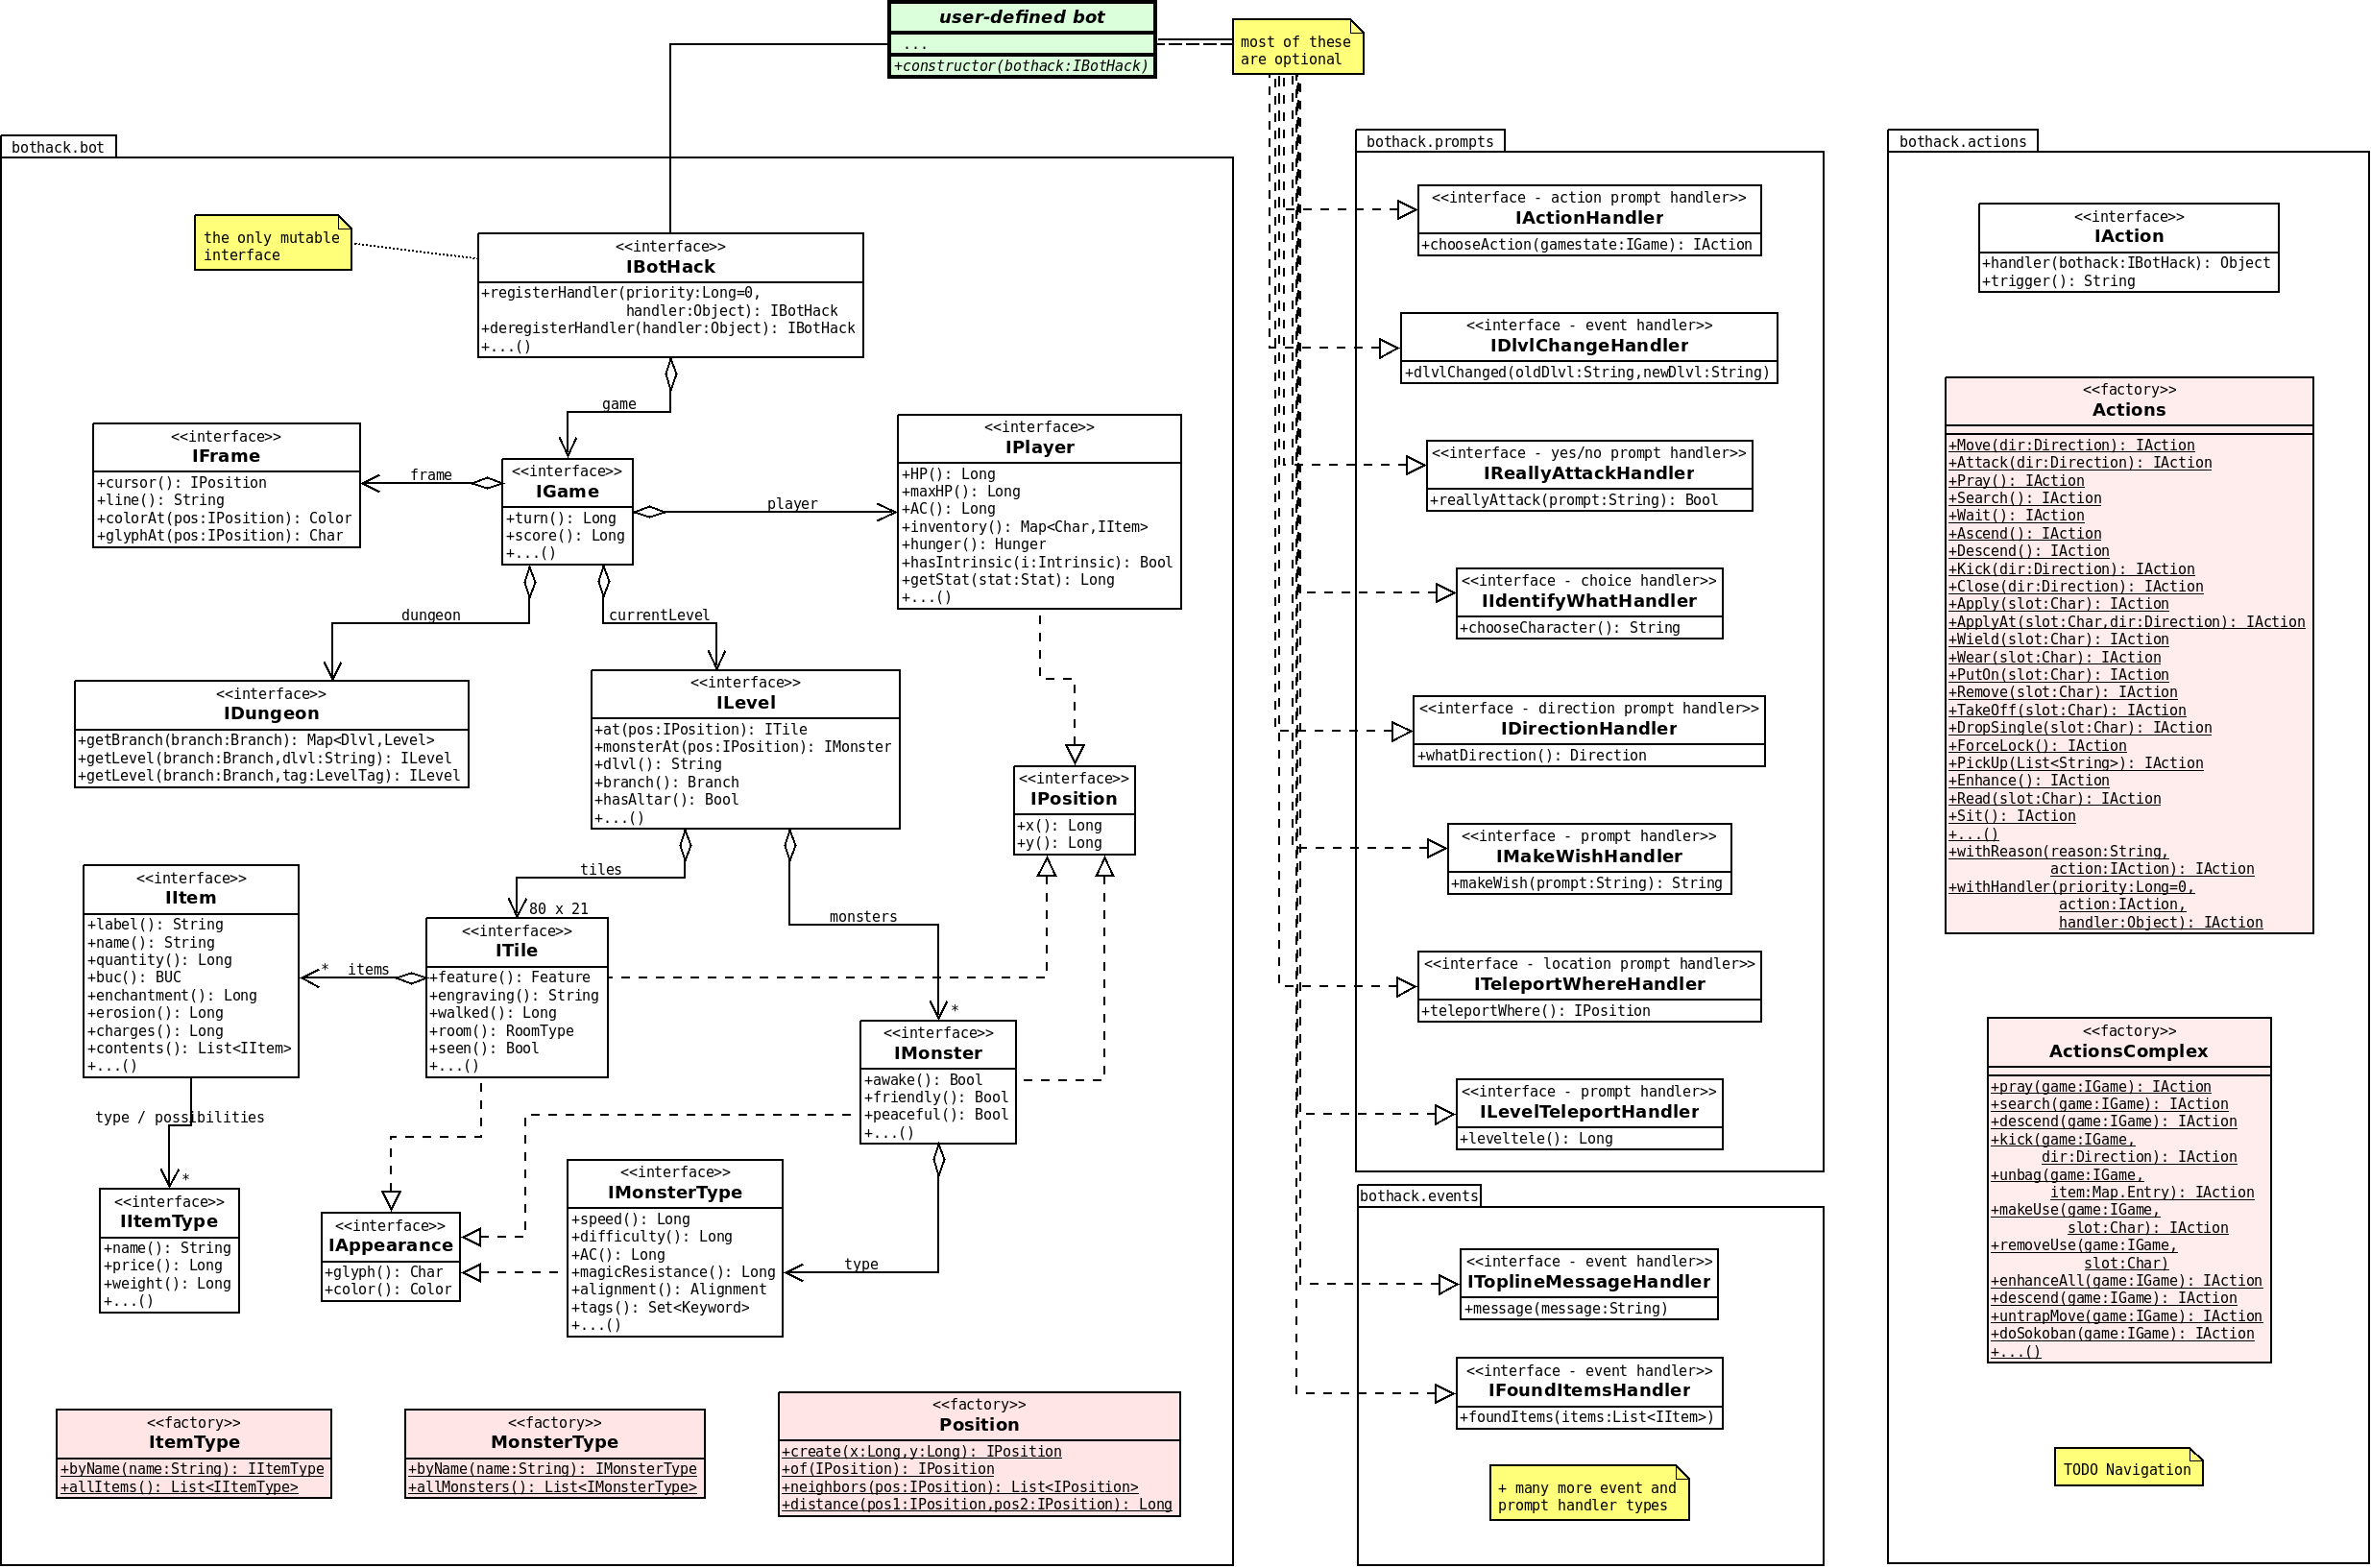 user-defined bot
...
+constructor(bothack:IBotHack)
most of these
are optional
bothack.bot
the only mutable
interface
<<interface>>
IBotHack
+registerHandler(priority:Long=0,
handler:Object): IBotHack
+deregisterHandler(handler:Object): IBotHack
+...()
game
<<interface>>
IFrame
+cursor(): IPosition
+line(): String
+colorAt(pos:IPosition): Color
+glyphAt(pos:IPosition): Char
frame
<<interface>>
IGame
+turn(): Long
+score(): Long
+...()
player
<<interface>>
IPlayer
+HP(): Long
+maxHP(): Long
+AC(): Long
+inventory(): Map<Char,IItem>
+hunger(): Hunger
+hasIntrinsic(i:Intrinsic): Bool
+getStat(stat:Stat): Long
+...()
dungeon
currentLevel
<<interface>>
IDungeon
+getBranch(branch:Branch): Map<Dlvl,Level>
+getLevel(branch:Branch,dlvl:String): ILevel
+getLevel(branch:Branch,tag:LevelTag): ILevel
<<interface>>
ILevel
+at(pos:IPosition): ITile
+monsterAt(pos:IPosition): IMonster
+dlvl(): String
+branch(): Branch
+hasAltar(): Bool
+...()
<<interface>>
IPosition
+x(): Long
+y(): Long
tiles
80 x 21
monsters
*
<<interface>>
IItem
+label(): String
+name(): String
+quantity(): Long
+buc(): BUC
+enchantment(): Long
+erosion(): Long
+charges(): Long
+contents(): List<IItem>
+...()
* items
<<interface>>
ITile
+feature(): Feature
+engraving(): String
+walked(): Long
+room(): RoomType
+seen(): Bool
+...()
<<interface>>
IMonster
+awake(): Bool
+friendly(): Bool
+peaceful(): Bool
+...()
type / possibilities
*
<<interface>>
IItemType
+name(): String
+price(): Long
+weight(): Long
+...()
<<interface>>
IAppearance
+glyph(): Char
+color(): Color
<<interface>>
IMonsterType
+speed(): Long
+difficulty(): Long
+AC(): Long
+magicResistance(): Long
+alignment(): Alignment
+tags(): Set<Keyword>
+...()
type
<<factory>>
ItemType
+byName(name:String): IItemType
+allItems(): List<IItemType>
<<factory>>
MonsterType
+byName(name:String): IMonsterType
+allMonsters(): List<IMonsterType>
<<factory>>
Position
+create(x:Long,y:Long): IPosition
+of(IPosition): IPosition
+neighbors(pos:IPosition): List<IPosition>
+distance(pos1:IPosition,pos2:IPosition): Long
bothack.prompts
<<interface - action prompt handler>>
IActionHandler
+chooseAction(gamestate:IGame): IAction
<<interface - event handler>>
IDlvlChangeHandler
+dlvlChanged(oldDlvl:String,newDlvl:String)
<<interface - yes/no prompt handler>>
IReallyAttackHandler
+reallyAttack(prompt:String): Bool
<<interface - choice handler>>
IIdentifyWhatHandler
+chooseCharacter(): String
<<interface - direction prompt handler>>
IDirectionHandler
+whatDirection(): Direction
<<interface - prompt handler>>
IMakeWishHandler
+makeWish(prompt:String): String
<<interface - location prompt handler>>
ITeleportWhereHandler
+teleportWhere(): IPosition
<<interface - prompt handler>>
ILevelTeleportHandler
+leveltele(): Long
bothack.events
<<interface - event handler>>
IToplineMessageHandler
+message(message:String)
<<interface - event handler>>
IFoundItemsHandler
+foundItems(items:List<IItem>)
+ many more event and
prompt handler types
bothack.actions
<<interface>>
IAction
+handler(bothack:IBotHack): Object
+trigger(): String
<<factory>>
Actions
+Move(dir:Direction): IAction
+Attack(dir:Direction): IAction
+Pray(): IAction
+Search(): IAction
+Wait(): IAction
+Ascend(): IAction
+Descend(): IAction
+Kick(dir:Direction): IAction
+Close(dir:Direction): IAction
+Apply(slot:Char): IAction
+ApplyAt(slot:Char,dir:Direction): IAction
+Wield(slot:Char): IAction
+Wear(slot:Char): IAction
+PutOn(slot:Char): IAction
+Remove(slot:Char): IAction
+TakeOff(slot:Char): IAction
+DropSingle(slot:Char): IAction
+ForceLock(): IAction
+PickUp(List<String>): IAction
+Enhance(): IAction
+Read(slot:Char): IAction
+Sit(): IAction
+...()
+withReason(reason:String,
action:IAction): IAction
+withHandler(priority:Long=0,
action:IAction,
handler:Object): IAction
<<factory>>
ActionsComplex
+pray(game:IGame): IAction
+search(game:IGame): IAction
+descend(game:IGame): IAction
+kick(game:IGame,
dir:Direction): IAction
+unbag(game:IGame,
item:Map.Entry): IAction
+makeUse(game:IGame,
slot:Char): IAction
+removeUse(game:IGame,
slot:Char)
+enhanceAll(game:IGame): IAction
+descend(game:IGame): IAction
+untrapMove(game:IGame): IAction
+doSokoban(game:IGame): IAction
+...()
TODO Navigation